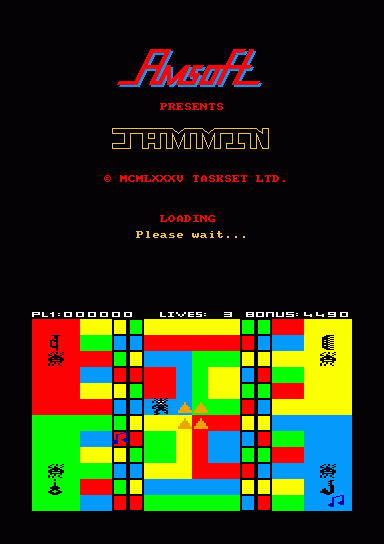 Amsoft
PRESENTS
JAMMIN
© MCMLXXXV TASKSET LTD.
LOADING
Please wait...
PL1:000000 LIVES: 3 BONUS:4490